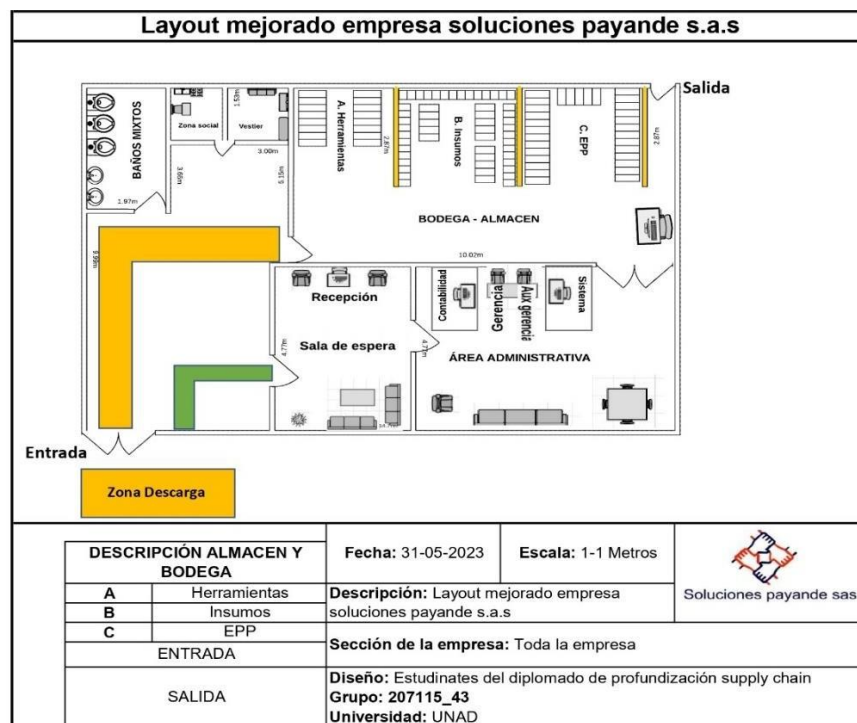 Layout mejorado empresa soluciones payande s.a.s
Salida
BAÑOS MIXTOS
Zona social
1.53m
Vestier
A. Herramientas
2.87m
B. Insumos
C. EPP
2.87m
3.00m
3.69m
5.15m
1.97m
BODEGA - ALMACEN
10.02m
Recepción
Contabilidad
Gerencia
Aux gerencia
Sistema
Sala de espera
4.77m
ÁREA ADMINISTRATIVA
Entrada
Zona Descarga
DESCRIPCIÓN ALMACEN Y
BODEGA
Fecha: 31-05-2023
Escala: 1-1 Metros
A Herramientas
B Insumos
C EPP
ENTRADA
SALIDA
Descripción: Layout mejorado empresa
soluciones payande s.a.s
Sección de la empresa: Toda la empresa
Diseño: Estudinates del diplomado de profundización supply chain
Grupo: 207115_43
Universidad: UNAD
Soluciones payande sas